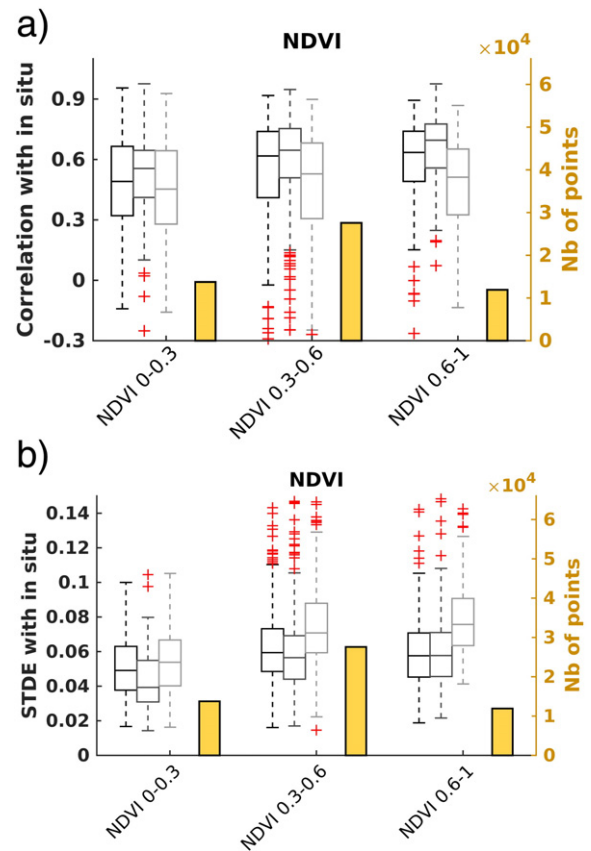 a)
NDVI
×10⁴
Correlation with in situ
0.9
0.6
0.3
0
-0.3
6
5
4
3
2
1
0
Nb of points
NDVI 0-0.3
NDVI 0.3-0.6
NDVI 0.6-1
b)
NDVI
×10⁴
STDE with in situ
0.14
0.12
0.1
0.08
0.06
0.04
0.02
0
6
5
4
3
2
1
0
Nb of points
NDVI 0-0.3
NDVI 0.3-0.6
NDVI 0.6-1